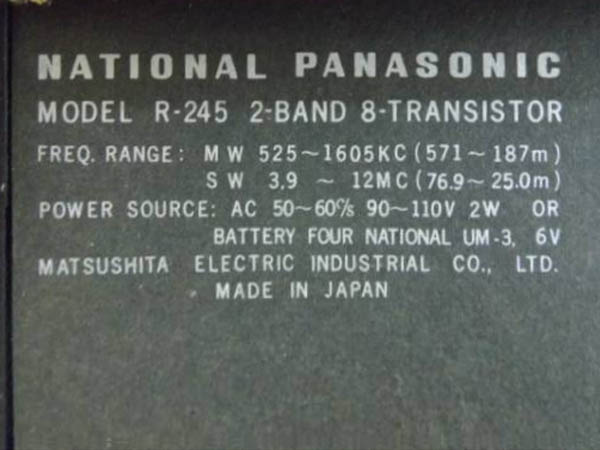 NATIONAL PANASONIC
MODEL R-245 2-BAND 8-TRANSISTOR
FREQ. RANGE: MW 525~1605KC (571~187m)
SW 3.9 ~ 12MC (76.9~25.0m)
POWER SOURCE: AC 50~60c/s 90~110V 2W OR
BATTERY FOUR NATIONAL UM-3, 6V
MATSUSHITA ELECTRIC INDUSTRIAL CO., LTD.
MADE IN JAPAN